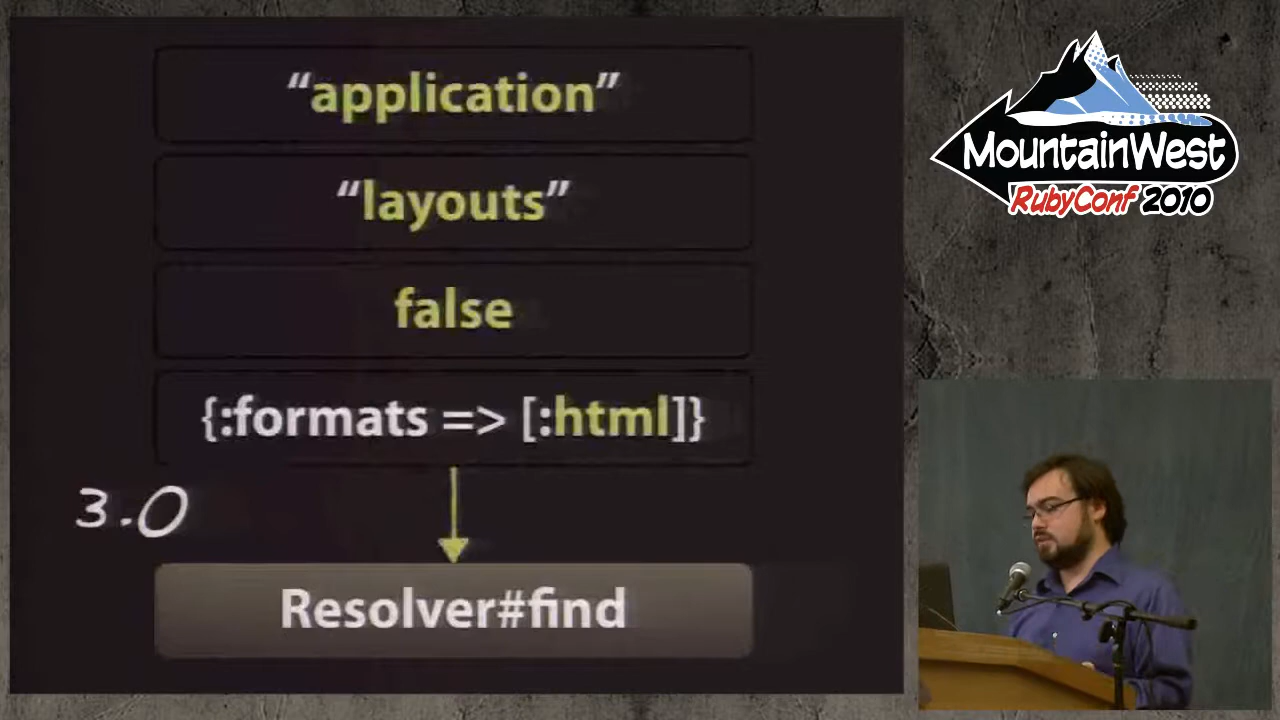 “application”
“layouts”
false
{:formats => [:html]}
3.0
Resolver#find
MountainWest
RubyConf 2010